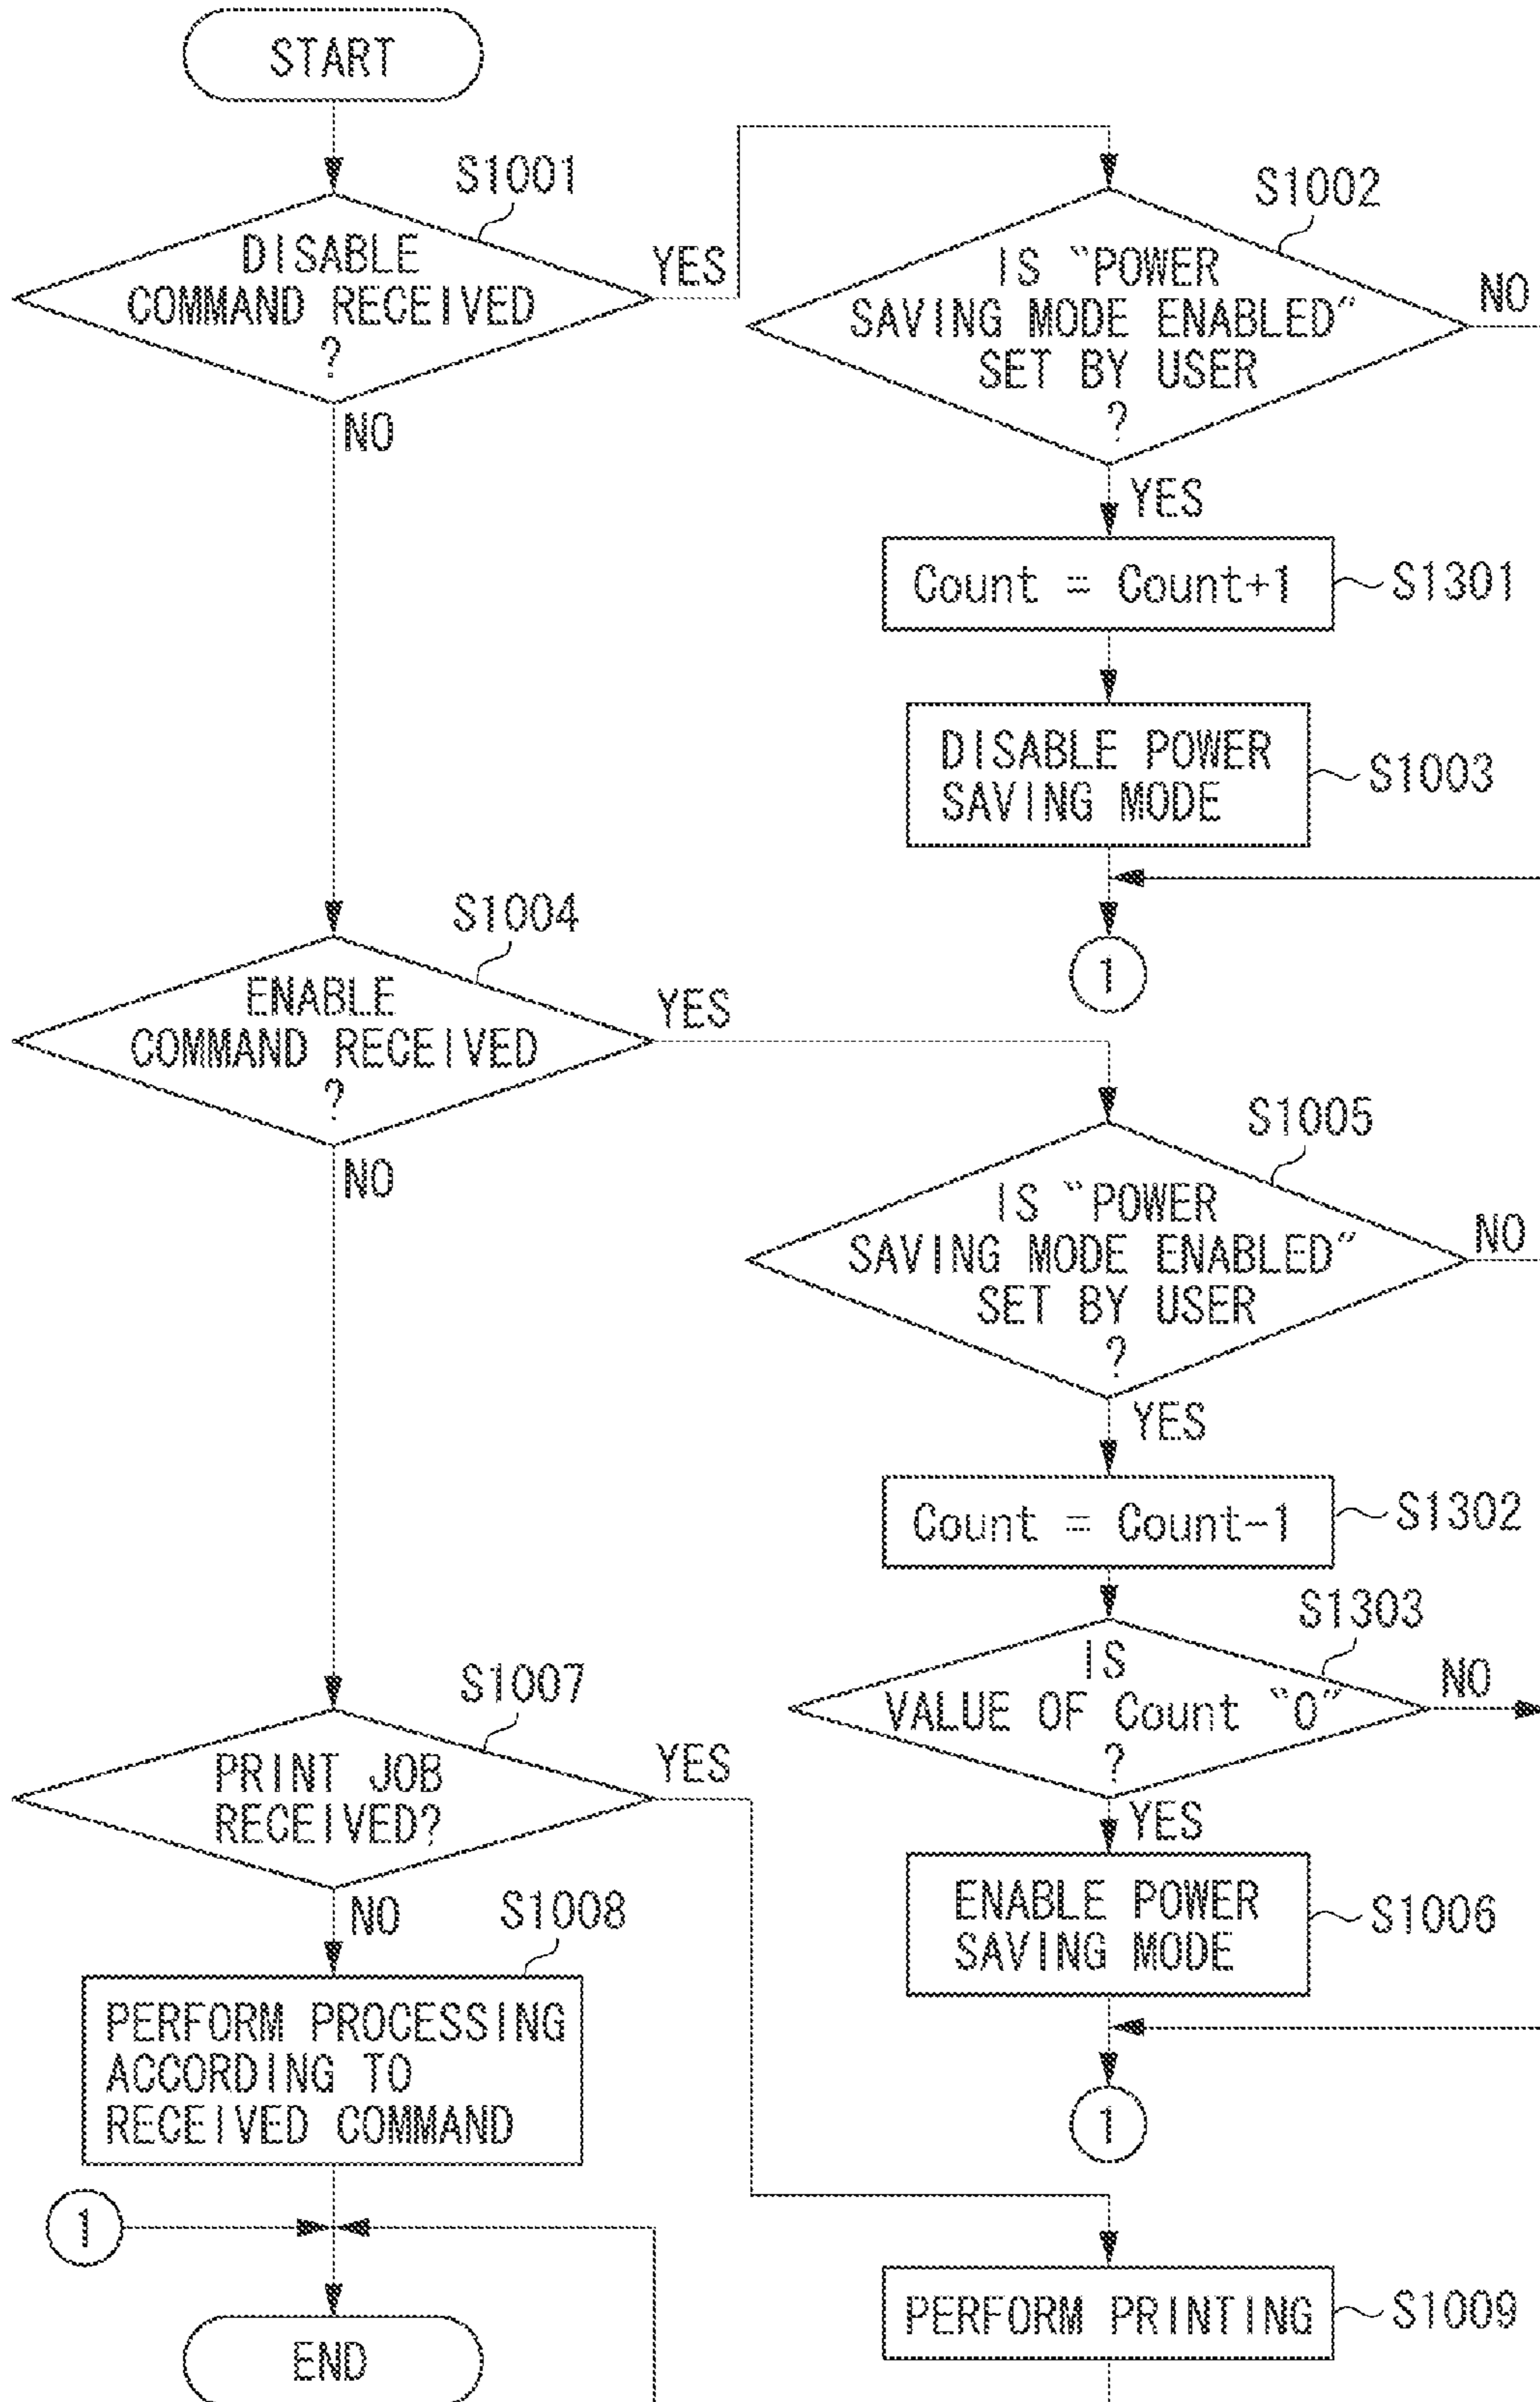 START
S1001
DISABLE
COMMAND RECEIVED
?
YES
NO
S1002
IS “POWER
SAVING MODE ENABLED”
SET BY USER
?
NO
YES
Count = Count+1
S1301
DISABLE POWER
SAVING MODE
S1003
1
S1004
ENABLE
COMMAND RECEIVED
?
YES
NO
S1005
IS “POWER
SAVING MODE ENABLED”
SET BY USER
?
NO
YES
Count = Count-1
S1302
S1303
IS
VALUE OF Count “0”
?
NO
YES
ENABLE POWER
SAVING MODE
S1006
1
S1007
PRINT JOB
RECEIVED?
YES
NO
S1008
PERFORM PROCESSING
ACCORDING TO
RECEIVED COMMAND
1
PERFORM PRINTING
S1009
END